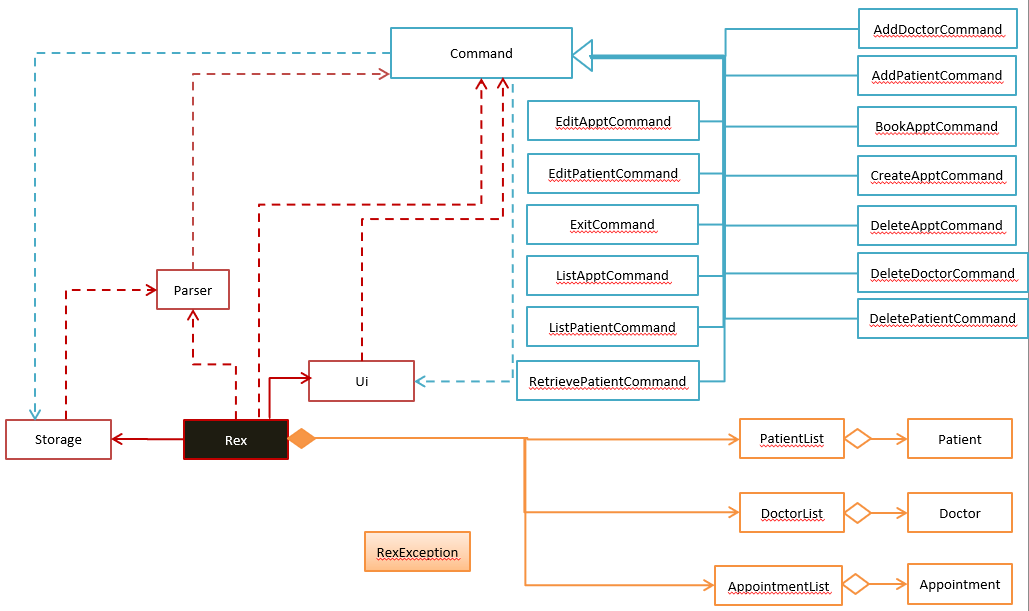 Command
AddDoctorCommand
AddPatientCommand
EditApptCommand
BookApptCommand
EditPatientCommand
CreateApptCommand
ExitCommand
DeleteApptCommand
ListApptCommand
DeleteDoctorCommand
Parser
ListPatientCommand
DeletePatientCommand
Ui
RetrievePatientCommand
Storage
Rex
PatientList
Patient
DoctorList
Doctor
RexException
AppointmentList
Appointment